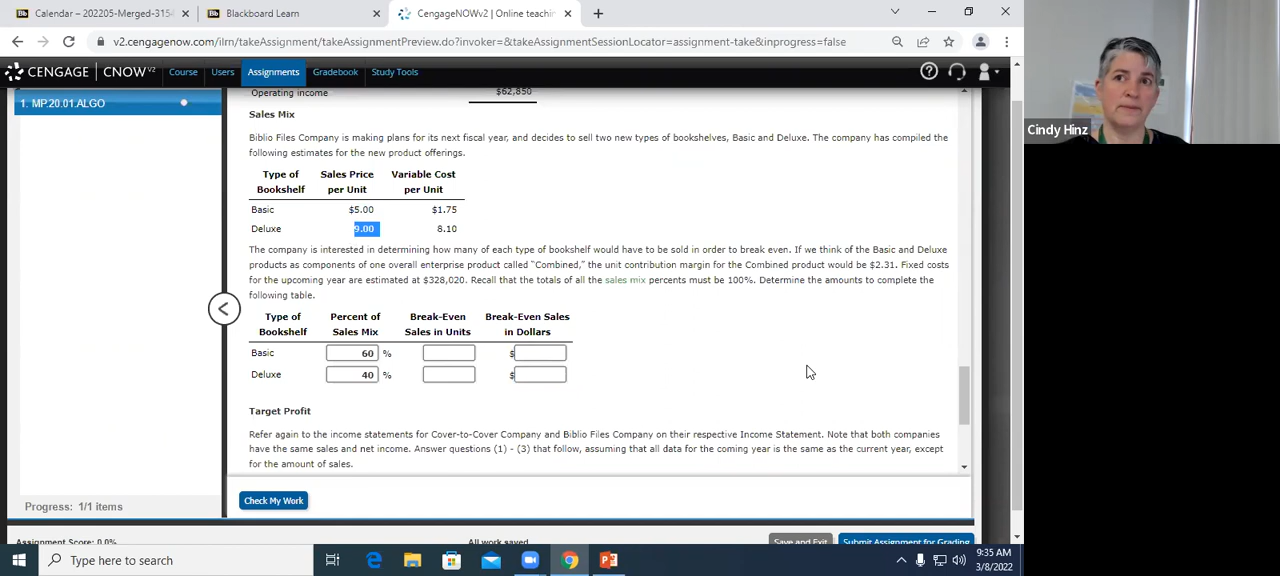 Calendar – 202205-Merged-3154
Blackboard Learn
CengageNOWv2 | Online teachin
v2.cengagenow.com/ilrn/takeAssignment/takeAssignmentPreview.do?invoker=&takeAssignmentSessionLocator=assignment-take&inprogress=false
CENGAGE | CNOWv2 Course Users Assignments Gradebook Study Tools
1. MP.20.01.ALGO
Operating income $62,850
Sales Mix
Biblio Files Company is making plans for its next fiscal year, and decides to sell two new types of bookshelves, Basic and Deluxe. The company has compiled the
following estimates for the new product offerings.
Type of Sales Price Variable Cost
Bookshelf per Unit per Unit
Basic $5.00 $1.75
Deluxe 9.00 8.10
The company is interested in determining how many of each type of bookshelf would have to be sold in order to break even. If we think of the Basic and Deluxe
products as components of one overall enterprise product called "Combined," the unit contribution margin for the Combined product would be $2.31. Fixed costs
for the upcoming year are estimated at $328,020. Recall that the totals of all the sales mix percents must be 100%. Determine the amounts to complete the
following table.
Type of Percent of Break-Even Break-Even Sales
Bookshelf Sales Mix Sales in Units in Dollars
Basic 60 % $
Deluxe 40 % $
Target Profit
Refer again to the income statements for Cover-to-Cover Company and Biblio Files Company on their respective Income Statement. Note that both companies
have the same sales and net income. Answer questions (1) - (3) that follow, assuming that all data for the coming year is the same as the current year, except
for the amount of sales.
Check My Work
Progress: 1/1 items
Assignment Score: 0.0% All work saved. Save and Exit Submit Assignment for Grading
Type here to search
9:35 AM
3/8/2022
Cindy Hinz